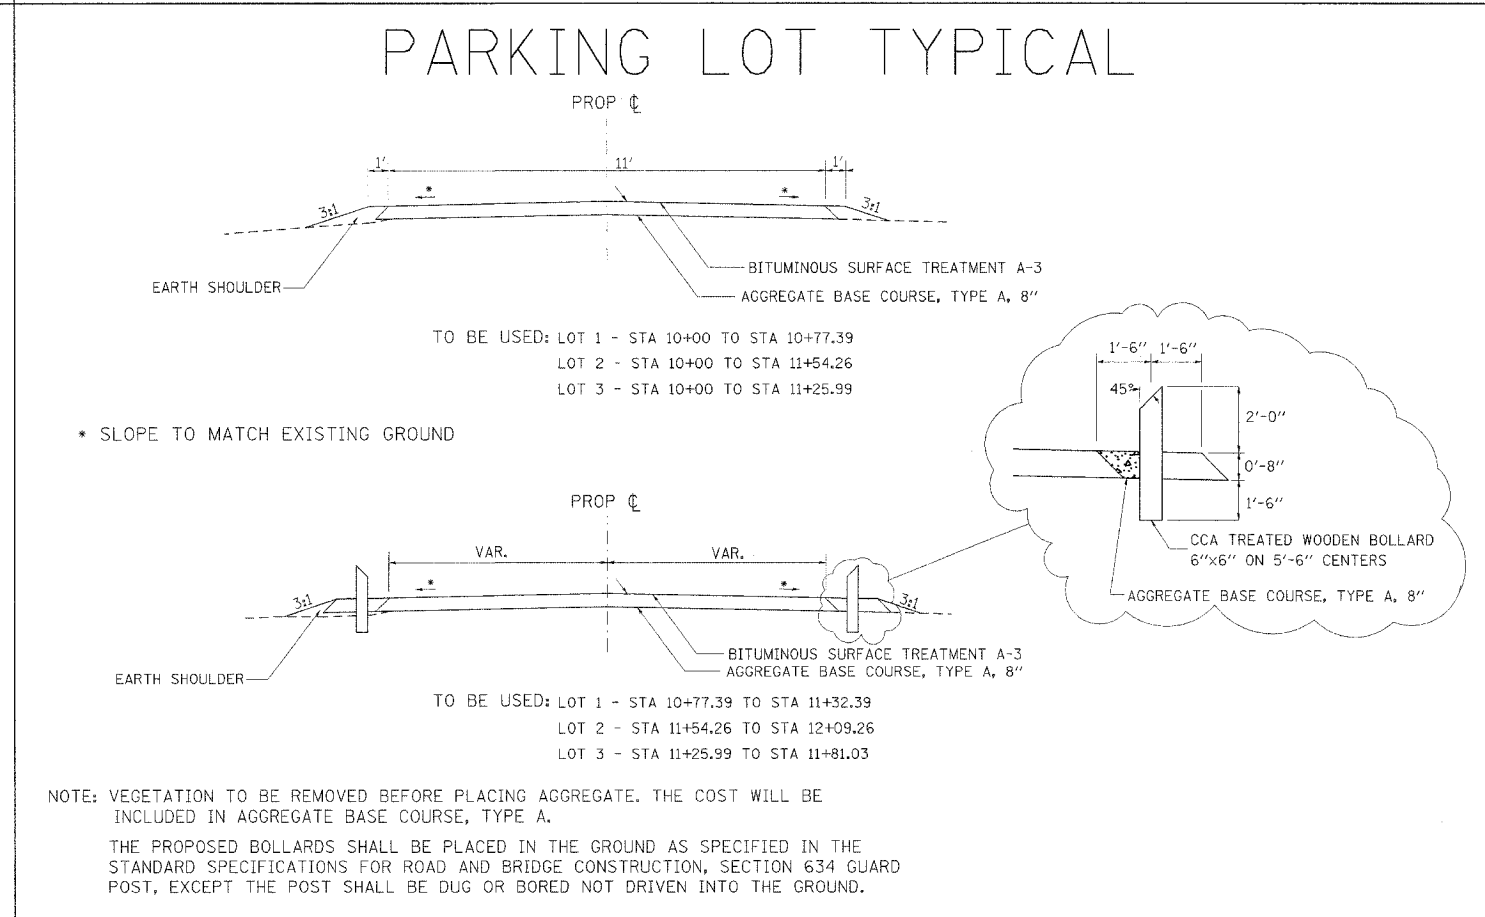 PARKING LOT TYPICAL
PROP ℄
1' 11' 1'
* *
3:1 3:1
BITUMINOUS SURFACE TREATMENT A-3
EARTH SHOULDER
AGGREGATE BASE COURSE, TYPE A, 8"
TO BE USED: LOT 1 - STA 10+00 TO STA 10+77.39
LOT 2 - STA 10+00 TO STA 11+54.26
LOT 3 - STA 10+00 TO STA 11+25.99
* SLOPE TO MATCH EXISTING GROUND
1'-6" 1'-6"
45°
2'-0"
0'-8"
1'-6"
CCA TREATED WOODEN BOLLARD
6"x6" ON 5'-6" CENTERS
AGGREGATE BASE COURSE, TYPE A, 8"
PROP ℄
VAR. VAR.
* *
3:1 3:1
BITUMINOUS SURFACE TREATMENT A-3
AGGREGATE BASE COURSE, TYPE A, 8"
EARTH SHOULDER
TO BE USED: LOT 1 - STA 10+77.39 TO STA 11+32.39
LOT 2 - STA 11+54.26 TO STA 12+09.26
LOT 3 - STA 11+25.99 TO STA 11+81.03
NOTE: VEGETATION TO BE REMOVED BEFORE PLACING AGGREGATE. THE COST WILL BE
INCLUDED IN AGGREGATE BASE COURSE, TYPE A.
THE PROPOSED BOLLARDS SHALL BE PLACED IN THE GROUND AS SPECIFIED IN THE
STANDARD SPECIFICATIONS FOR ROAD AND BRIDGE CONSTRUCTION, SECTION 634 GUARD
POST, EXCEPT THE POST SHALL BE DUG OR BORED NOT DRIVEN INTO THE GROUND.